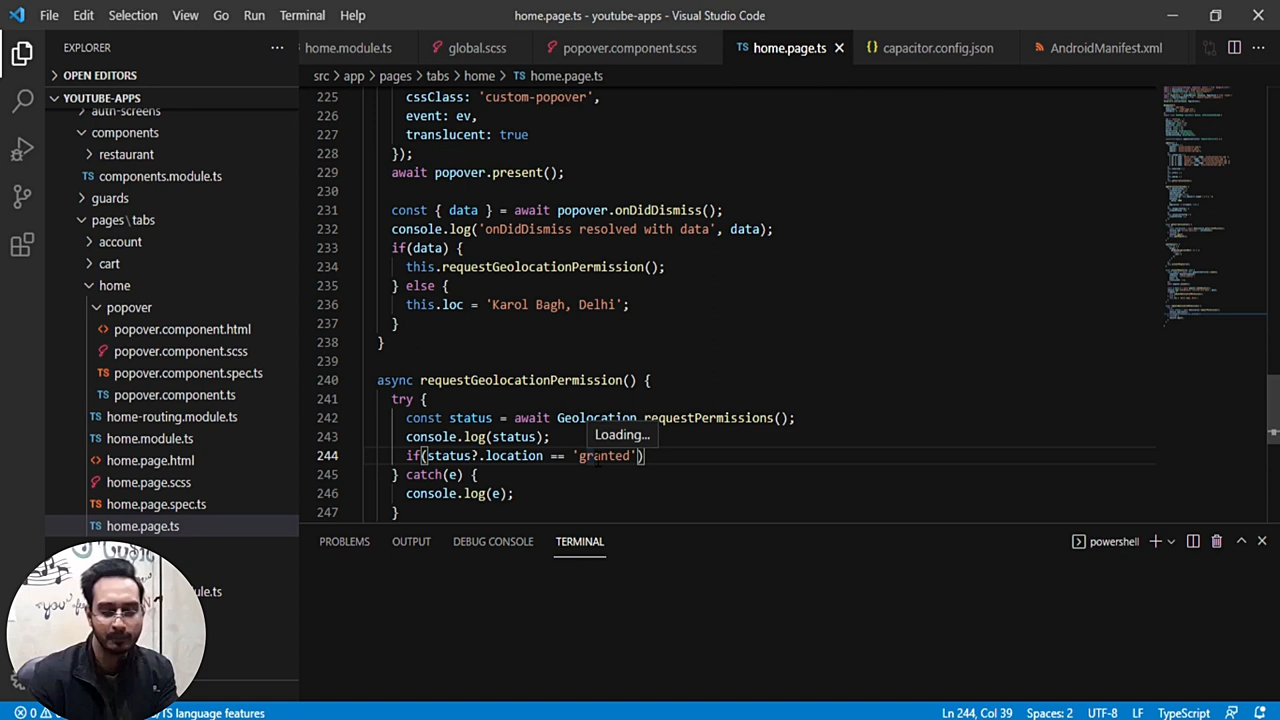 File Edit Selection View Go Run Terminal Help home.page.ts - youtube-apps - Visual Studio Code
EXPLORER
OPEN EDITORS
YOUTUBE-APPS
auth-screens
components
restaurant
components.module.ts
guards
pages\tabs
account
cart
home
popover
popover.component.html
popover.component.scss
popover.component.spec.ts
popover.component.ts
home-routing.module.ts
home.module.ts
home.page.html
home.page.scss
home.page.spec.ts
home.page.ts
ule.ts
home.module.ts global.scss popover.component.scss home.page.ts capacitor.config.json AndroidManifest.xml
src > app > pages > tabs > home > TS home.page.ts
225 cssClass: 'custom-popover',
226 event: ev,
227 translucent: true
228 });
229 await popover.present();
230
231 const { data } = await popover.onDidDismiss();
232 console.log('onDidDismiss resolved with data', data);
233 if(data) {
234 this.requestGeolocationPermission();
235 } else {
236 this.loc = 'Karol Bagh, Delhi';
237 }
238 }
239
240 async requestGeolocationPermission() {
241 try {
242 const status = await Geolocation.requestPermissions();
243 console.log(status);
Loading...
244 if(status?.location == 'granted')
245 } catch(e) {
246 console.log(e);
247 }
PROBLEMS OUTPUT DEBUG CONSOLE TERMINAL powershell
0 TS language features Ln 244, Col 39 Spaces: 2 UTF-8 LF TypeScript